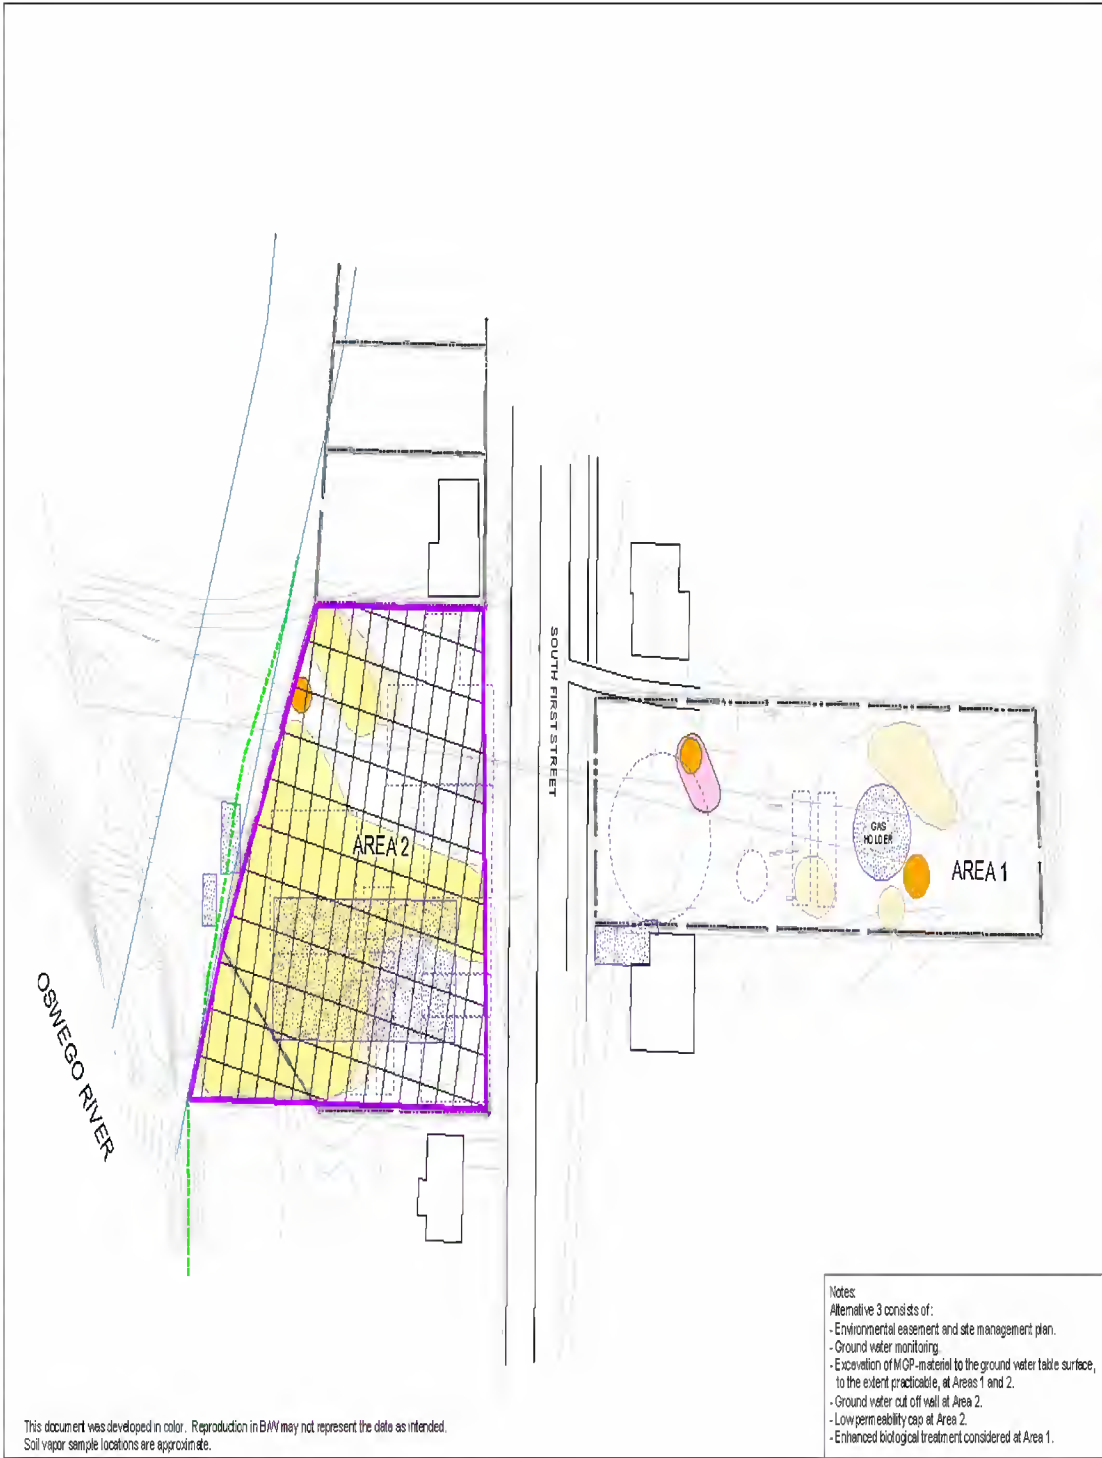 SOUTH FIRST STREET
AREA 2
GAS
HOLDER
AREA 1
OSWEGO RIVER
Notes:
Alternative 3 consists of:
- Environmental easement and site management plan.
- Ground water monitoring.
- Excavation of MGP-material to the ground water table surface,
to the extent practicable, at Areas 1 and 2.
- Ground water cut off wall at Area 2.
- Low permeability cap at Area 2.
- Enhanced biological treatment considered at Area 1.
This document was developed in color. Reproduction in B/W may not represent the data as intended.
Soil vapor sample locations are approximate.